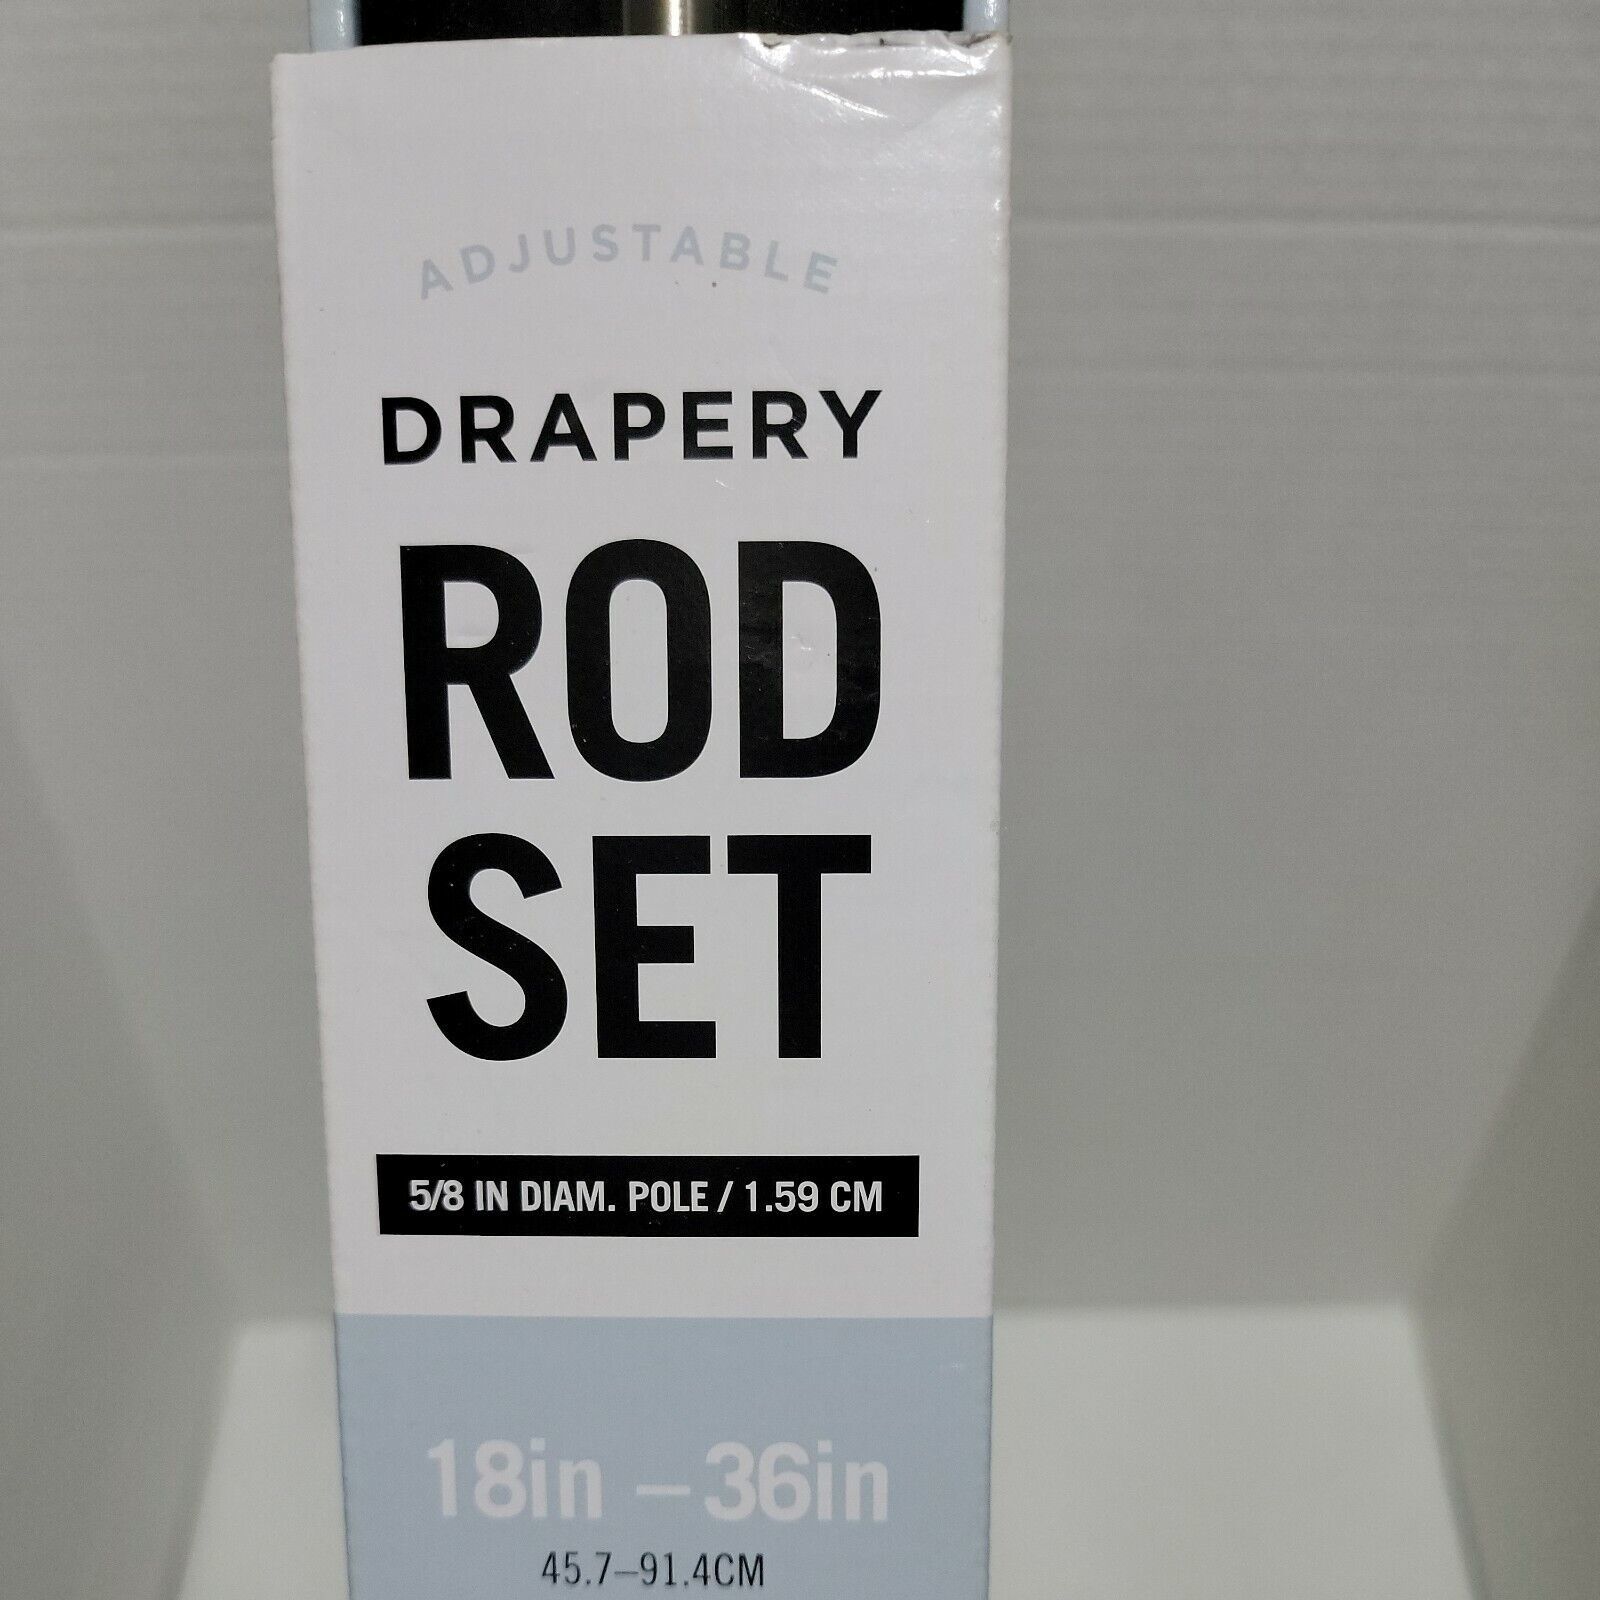 ADJUSTABLE
DRAPERY
ROD
SET
5/8 IN DIAM. POLE / 1.59 CM
18in – 36in
45.7–91.4CM